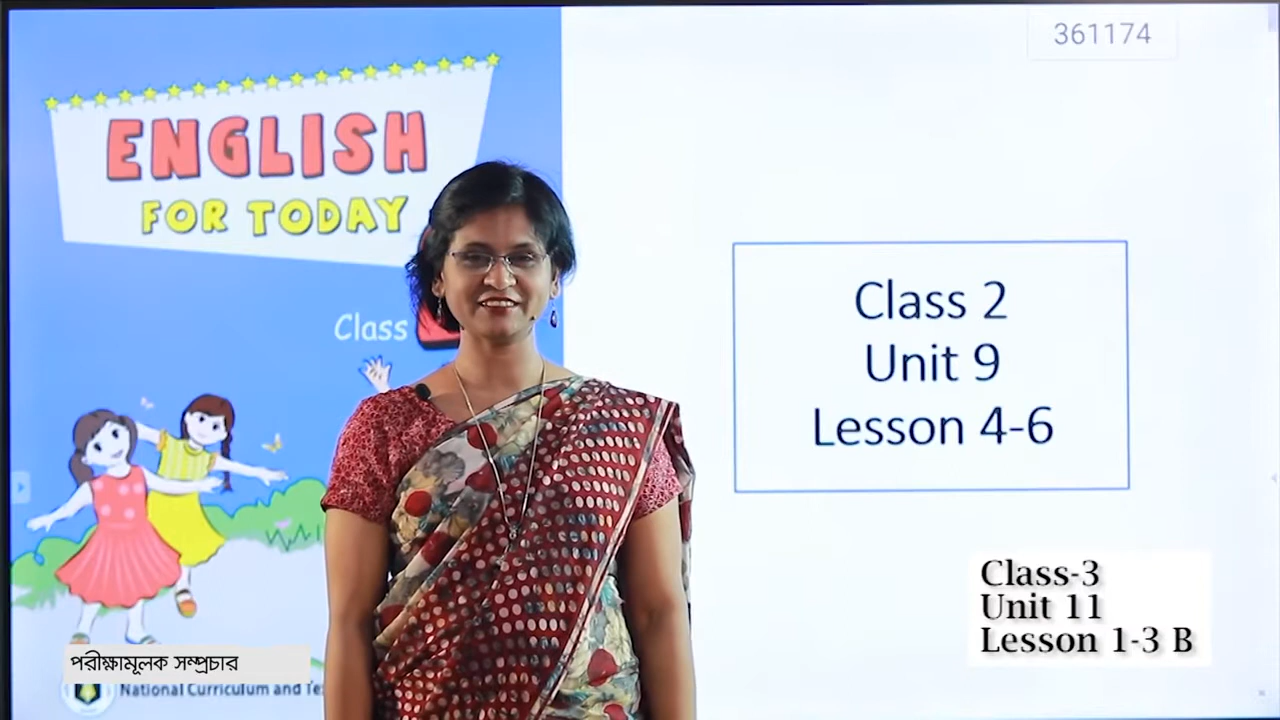 361174
ENGLISH
FOR TODAY
Class
Class 2
Unit 9
Lesson 4-6
Class-3
Unit 11
Lesson 1-3 B
পরীক্ষামূলক সম্প্রচার
National Curriculum and